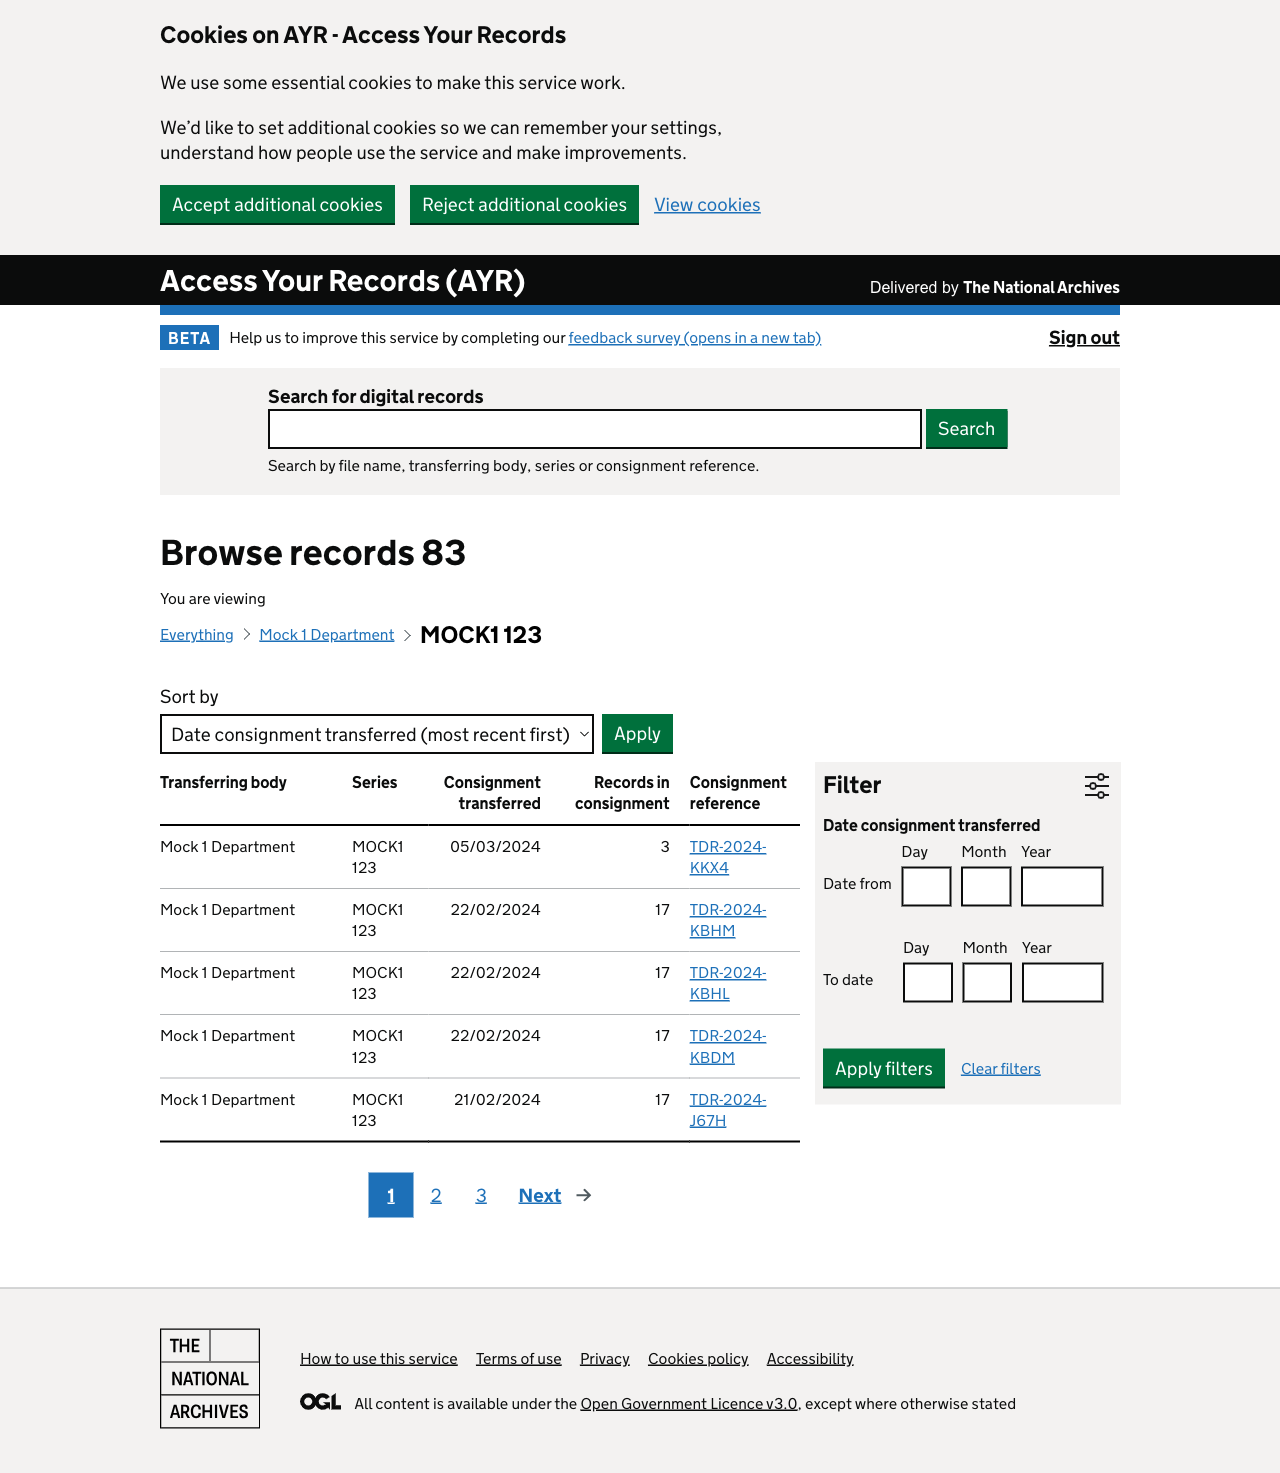 Cookies on AYR - Access Your Records
We use some essential cookies to make this service work.
We’d like to set additional cookies so we can remember your settings,
understand how people use the service and make improvements.
Accept additional cookies Reject additional cookies View cookies
Access Your Records (AYR) Delivered by The National Archives
BETA Help us to improve this service by completing our feedback survey (opens in a new tab) Sign out
Search for digital records
Search
Search by file name, transferring body, series or consignment reference.
Browse records 83
You are viewing
Everything > Mock 1 Department > MOCK1 123
Sort by
Date consignment transferred (most recent first) Apply
Transferring body Series Consignment transferred Records in consignment Consignment reference
Mock 1 Department MOCK1 123 05/03/2024 3 TDR-2024-KKX4
Mock 1 Department MOCK1 123 22/02/2024 17 TDR-2024-KBHM
Mock 1 Department MOCK1 123 22/02/2024 17 TDR-2024-KBHL
Mock 1 Department MOCK1 123 22/02/2024 17 TDR-2024-KBDM
Mock 1 Department MOCK1 123 21/02/2024 17 TDR-2024-J67H
1 2 3 Next →
Filter
Date consignment transferred
Day Month Year
Date from
Day Month Year
To date
Apply filters Clear filters
THE
NATIONAL
ARCHIVES
How to use this service Terms of use Privacy Cookies policy Accessibility
OGL All content is available under the Open Government Licence v3.0, except where otherwise stated